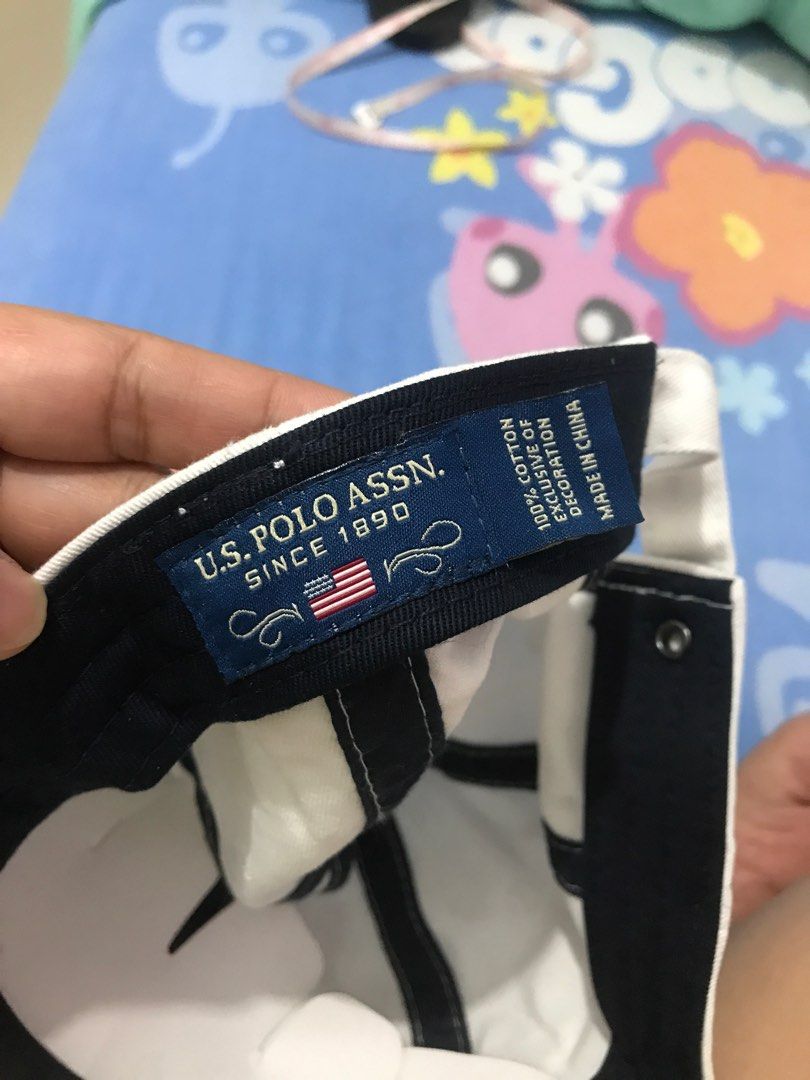 U.S. POLO ASSN.
SINCE 1890
100% COTTON
EXCLUSIVE OF
DECORATION
MADE IN CHINA